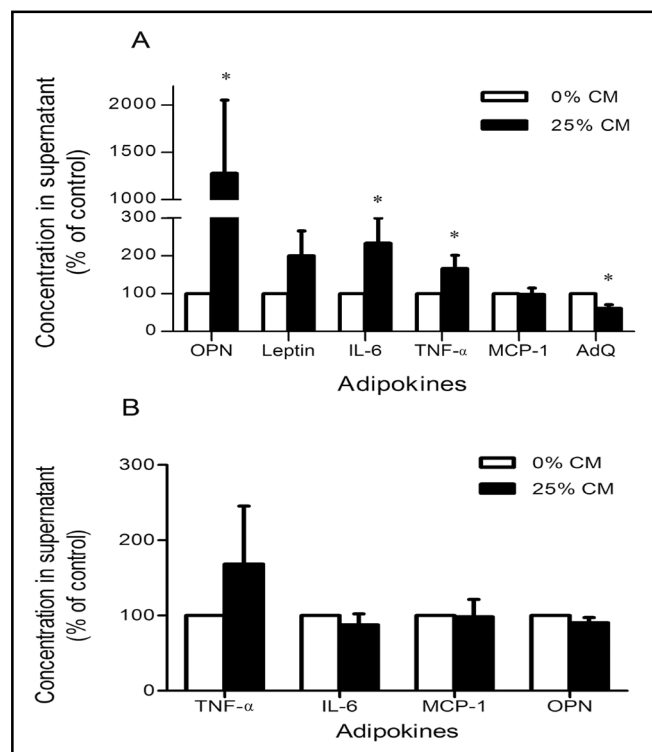 A
*
2000
1500
1000
300
200
100
0
Concentration in supernatant
(% of control)
0% CM
25% CM
*
*
*
OPN Leptin IL-6 TNF-α MCP-1 AdQ
Adipokines
B
300
200
100
0
Concentration in supernatant
(% of control)
0% CM
25% CM
TNF-α IL-6 MCP-1 OPN
Adipokines